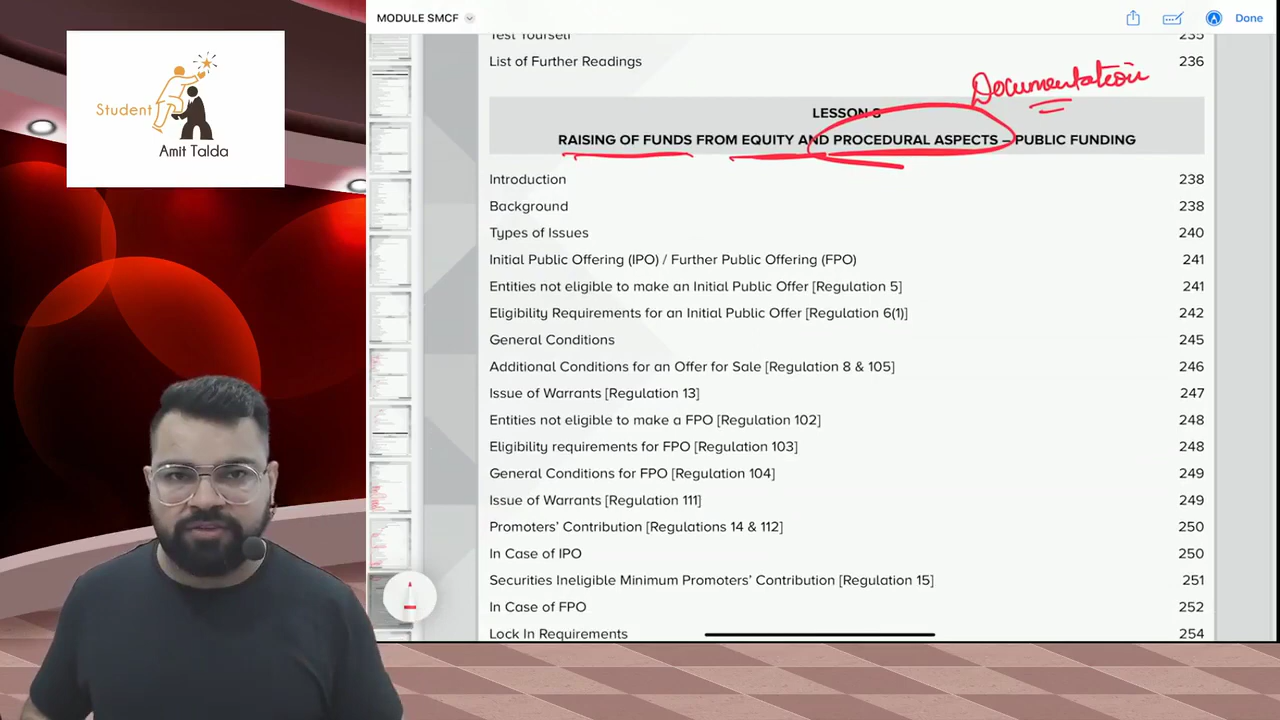 MODULE SMCF
Done
Student
Amit Talda
Test Yourself 235
List of Further Readings 236
Documentation
LESSON 8
RAISING OF FUNDS FROM EQUITY PROCEDURAL ASPECTS – PUBLIC FUNDING
Introduction 238
Background 238
Types of Issues 240
Initial Public Offering (IPO) / Further Public Offering (FPO) 241
Entities not eligible to make an Initial Public Offer [Regulation 5] 241
Eligibility Requirements for an Initial Public Offer [Regulation 6(1)] 242
General Conditions 245
Additional Conditions for an Offer for Sale [Regulation 8 & 105] 246
Issue of Warrants [Regulation 13] 247
Entities not eligible to make a FPO [Regulation 102] 247
Eligibility Requirements for FPO [Regulation 103] 248
General Conditions of FPO [Regulation 104] 249
Issue of Warrants [Regulation 111]
Promoters' Contribution [Regulations 14 & 112] 250
In Case of IPO 250
Securities Ineligible Minimum Promoters' Contribution [Regulation 15] 251
In Case of FPO 252
Lock In Requirements 254